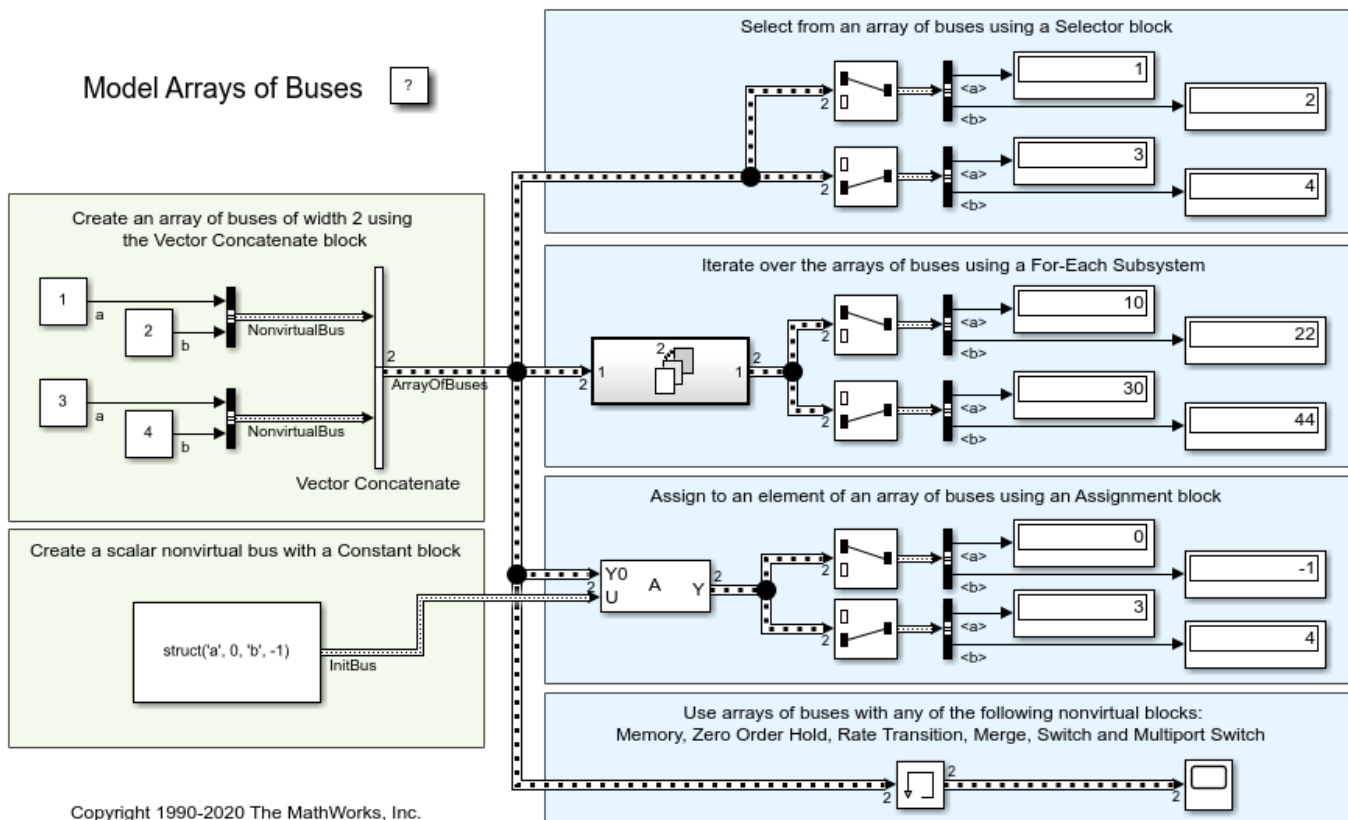 Model Arrays of Buses
?
Create an array of buses of width 2 using
the Vector Concatenate block
1
a
2
b
NonvirtualBus
3
a
4
b
NonvirtualBus
2
ArrayOfBuses
Vector Concatenate
Create a scalar nonvirtual bus with a Constant block
struct('a', 0, 'b', -1)
InitBus
Copyright 1990-2020 The MathWorks, Inc.
Select from an array of buses using a Selector block
2
<a>
<b>
1
2
2
<a>
<b>
3
4
Iterate over the arrays of buses using a For-Each Subsystem
2
1
2
1
2
2
<a>
<b>
10
22
2
<a>
<b>
30
44
Assign to an element of an array of buses using an Assignment block
2
Y0
U
A
Y
2
2
<a>
<b>
0
-1
2
<a>
<b>
3
4
Use arrays of buses with any of the following nonvirtual blocks:
Memory, Zero Order Hold, Rate Transition, Merge, Switch and Multiport Switch
2
2
2